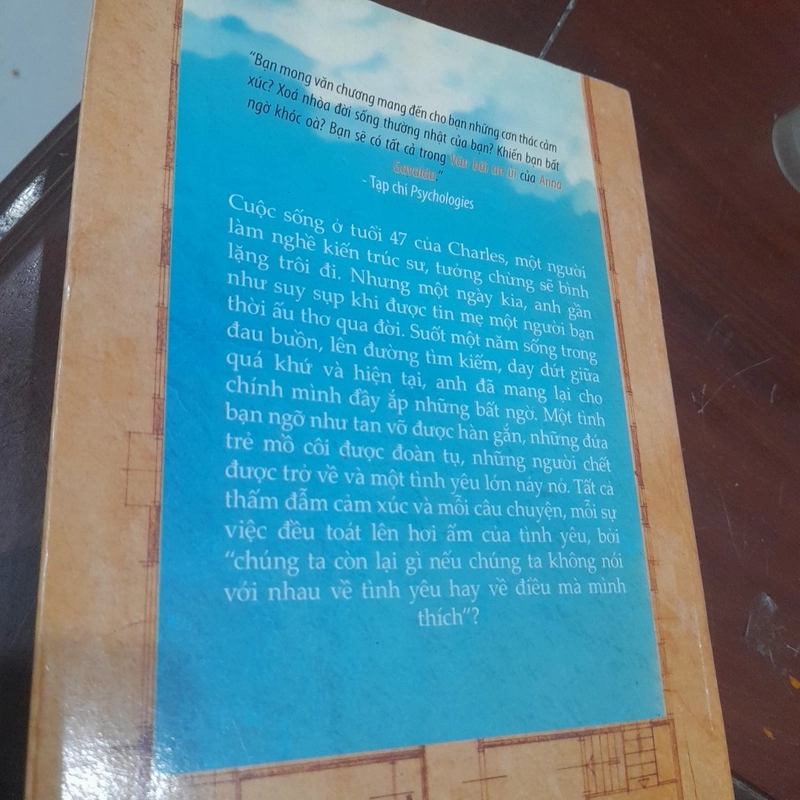 “Bạn mong văn chương mang đến cho bạn những cơn thác cảm
xúc? Xoá nhòa đời sống thường nhật của bạn? Khiến bạn bất
ngờ khóc oà? Bạn sẽ có tất cả trong Ván bài an ủi của Anna
Gavalda.”
- Tạp chí Psychologies
Cuộc sống ở tuổi 47 của Charles, một người
làm nghề kiến trúc sư, tưởng chừng sẽ bình
lặng trôi đi. Nhưng một ngày kia, anh gần
như suy sụp khi được tin mẹ một người bạn
thời ấu thơ qua đời. Suốt một năm sống trong
đau buồn, lên đường tìm kiếm, day dứt giữa
quá khứ và hiện tại, anh đã mang lại cho
chính mình đầy ắp những bất ngờ. Một tình
bạn ngỡ như tan vỡ được hàn gắn, những đứa
trẻ mồ côi được đoàn tụ, những người chết
được trở về và một tình yêu lớn nảy nở. Tất cả
thấm đẫm cảm xúc và mỗi câu chuyện, mỗi sự
việc đều toát lên hơi ấm của tình yêu, bởi
“chúng ta còn lại gì nếu chúng ta không nói
với nhau về tình yêu hay về điều mà mình
thích”?